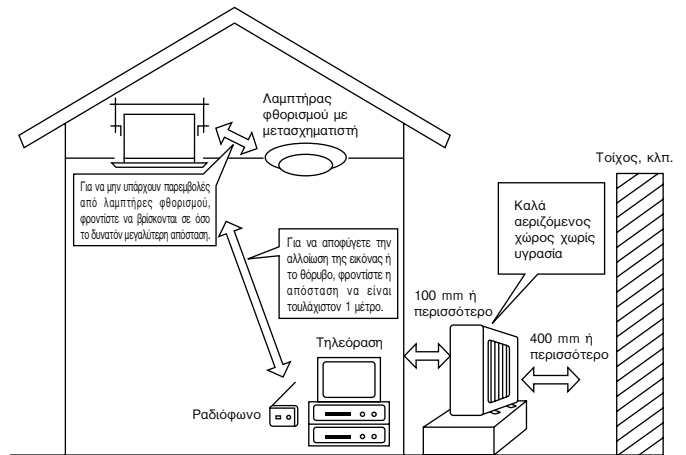 Λαμπτήρας
φθορισμού με
μετασχηματιστή
Τοίχος, κλπ.
Για να μην υπάρχουν παρεμβολές
από λαμπτήρες φθορισμού,
φροντίστε να βρίσκονται σε όσο
το δυνατόν μεγαλύτερη απόσταση.
Καλά
αεριζόμενος
χώρος χωρίς
υγρασία
Για να αποφύγετε την
αλλοίωση της εικόνας ή
το θόρυβο, φροντίστε η
απόσταση να είναι
τουλάχιστον 1 μέτρο.
100 mm ή
περισσότερο
400 mm ή
περισσότερο
Τηλεόραση
Ραδιόφωνο